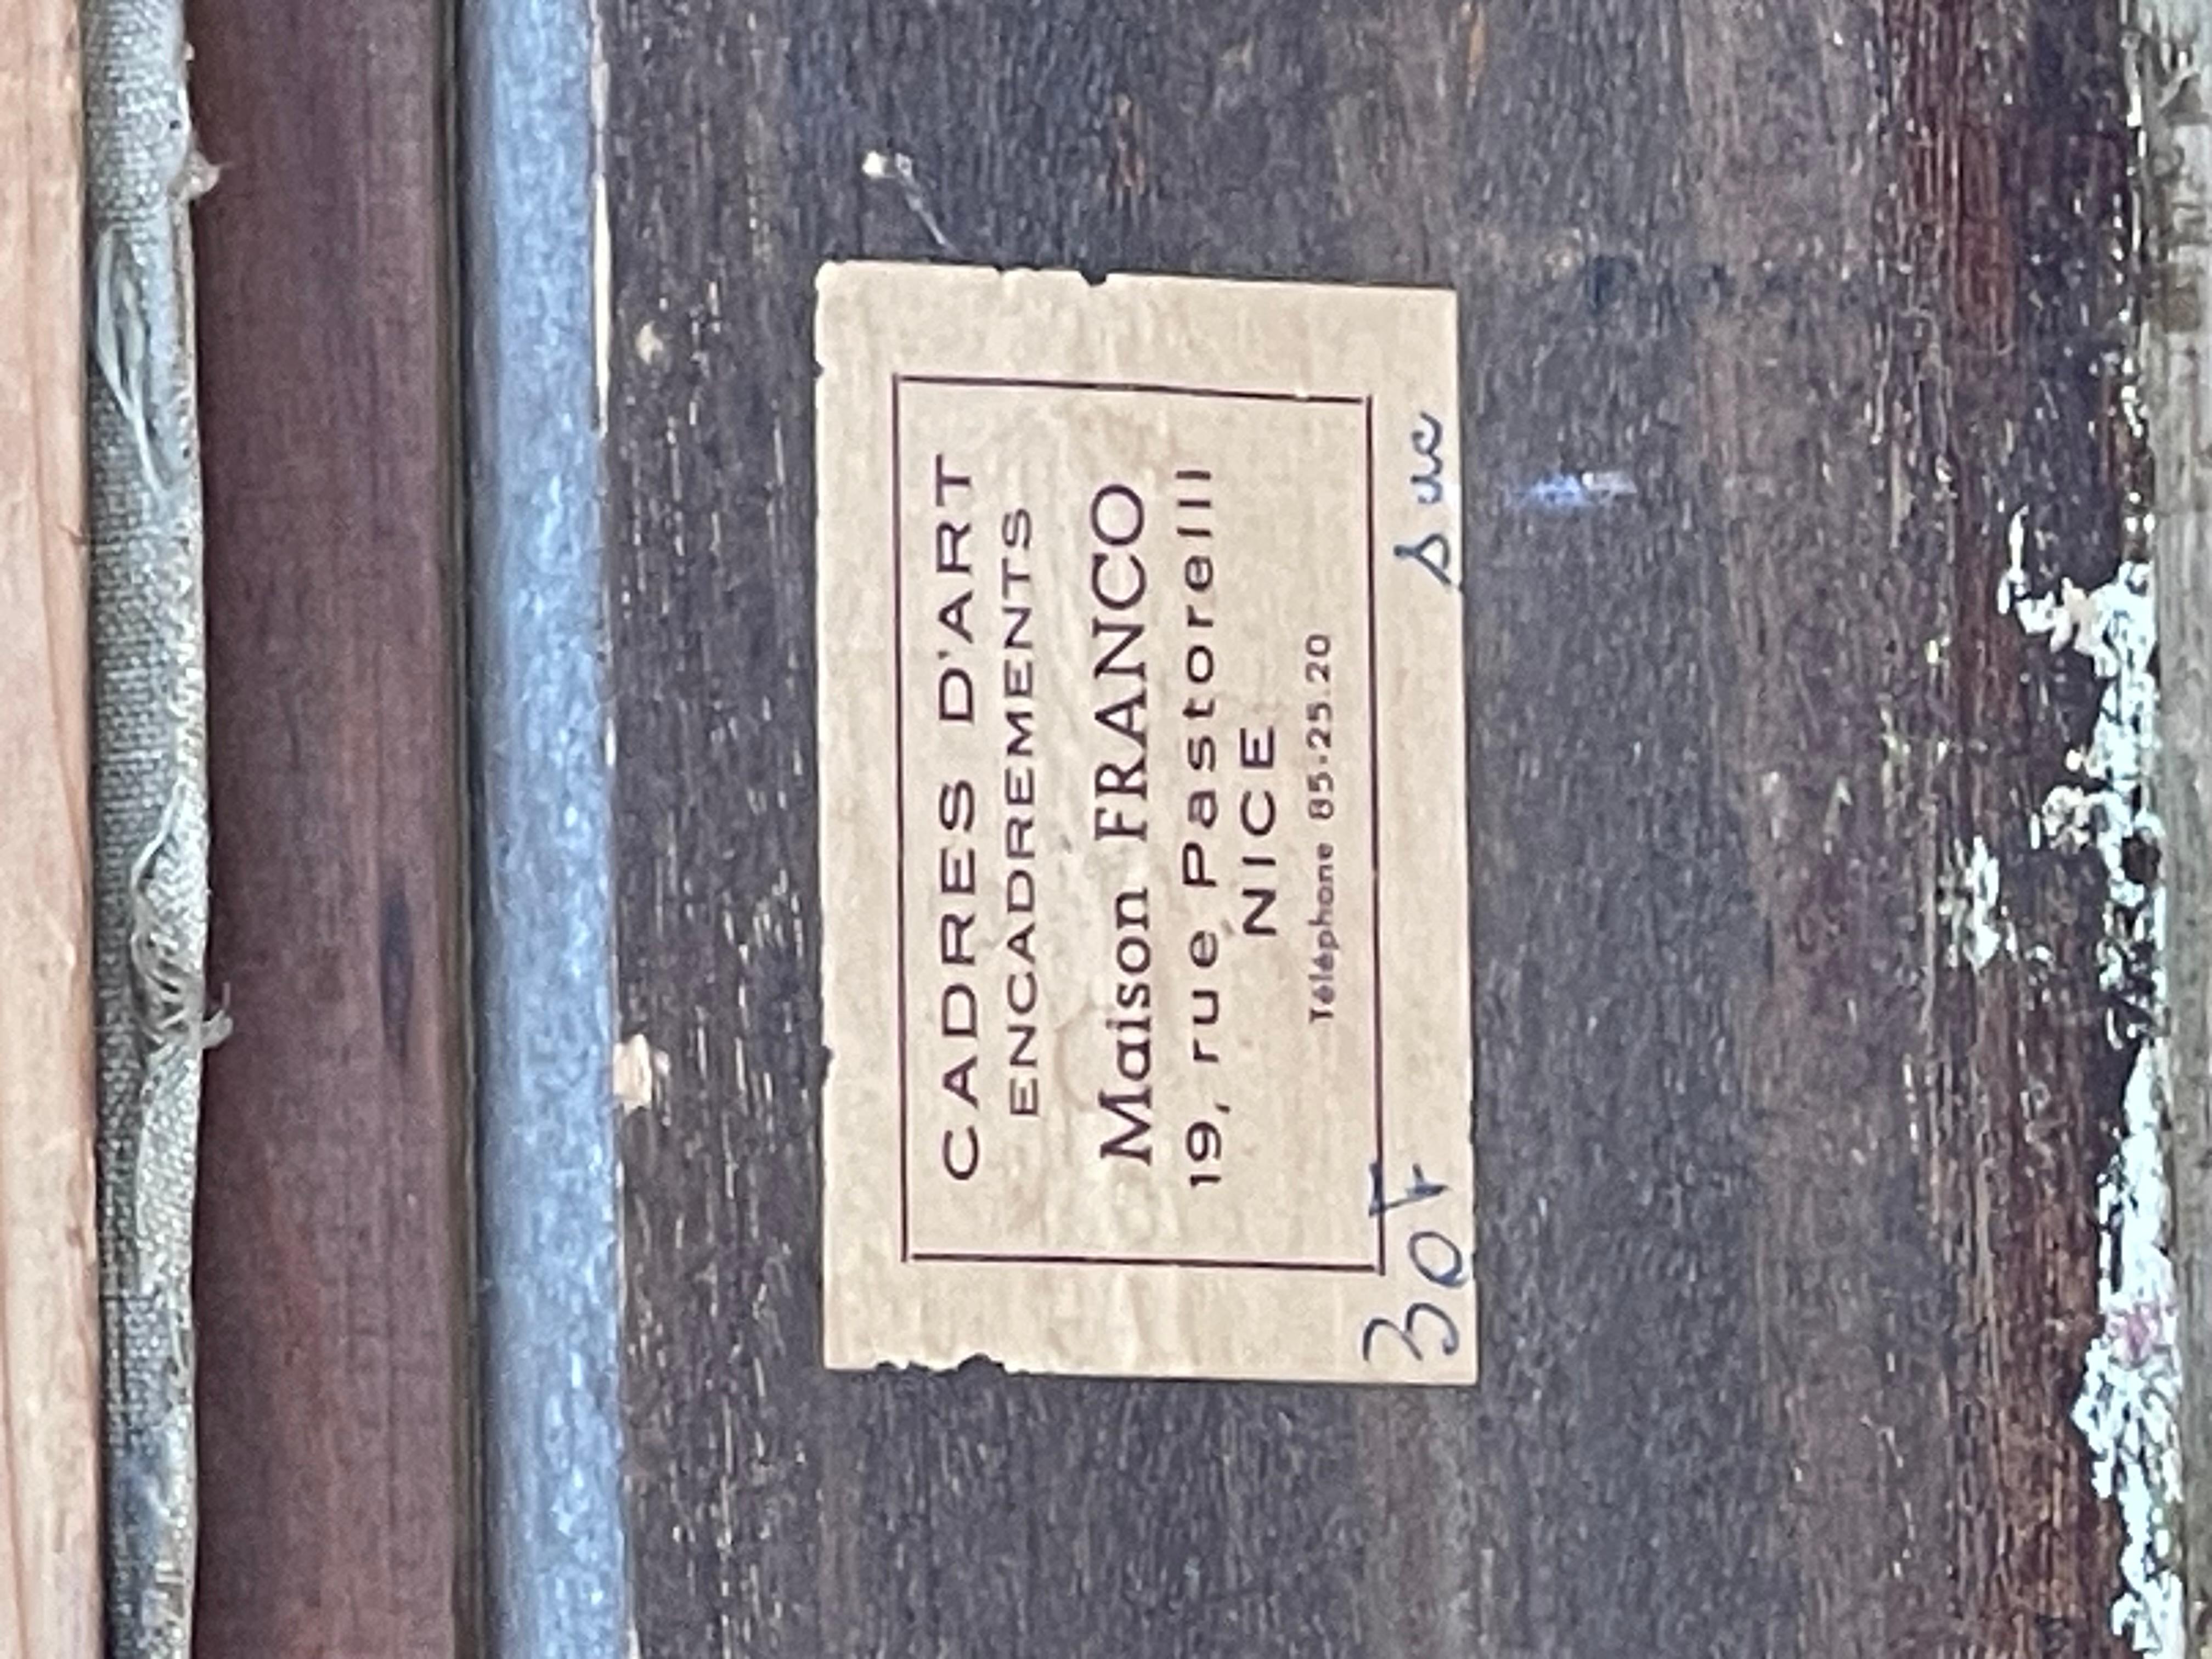 CADRES D'ART
ENCADREMENTS
Maison FRANCO
19, rue Pastorelli
NICE
Téléphone 85-25.20
30F